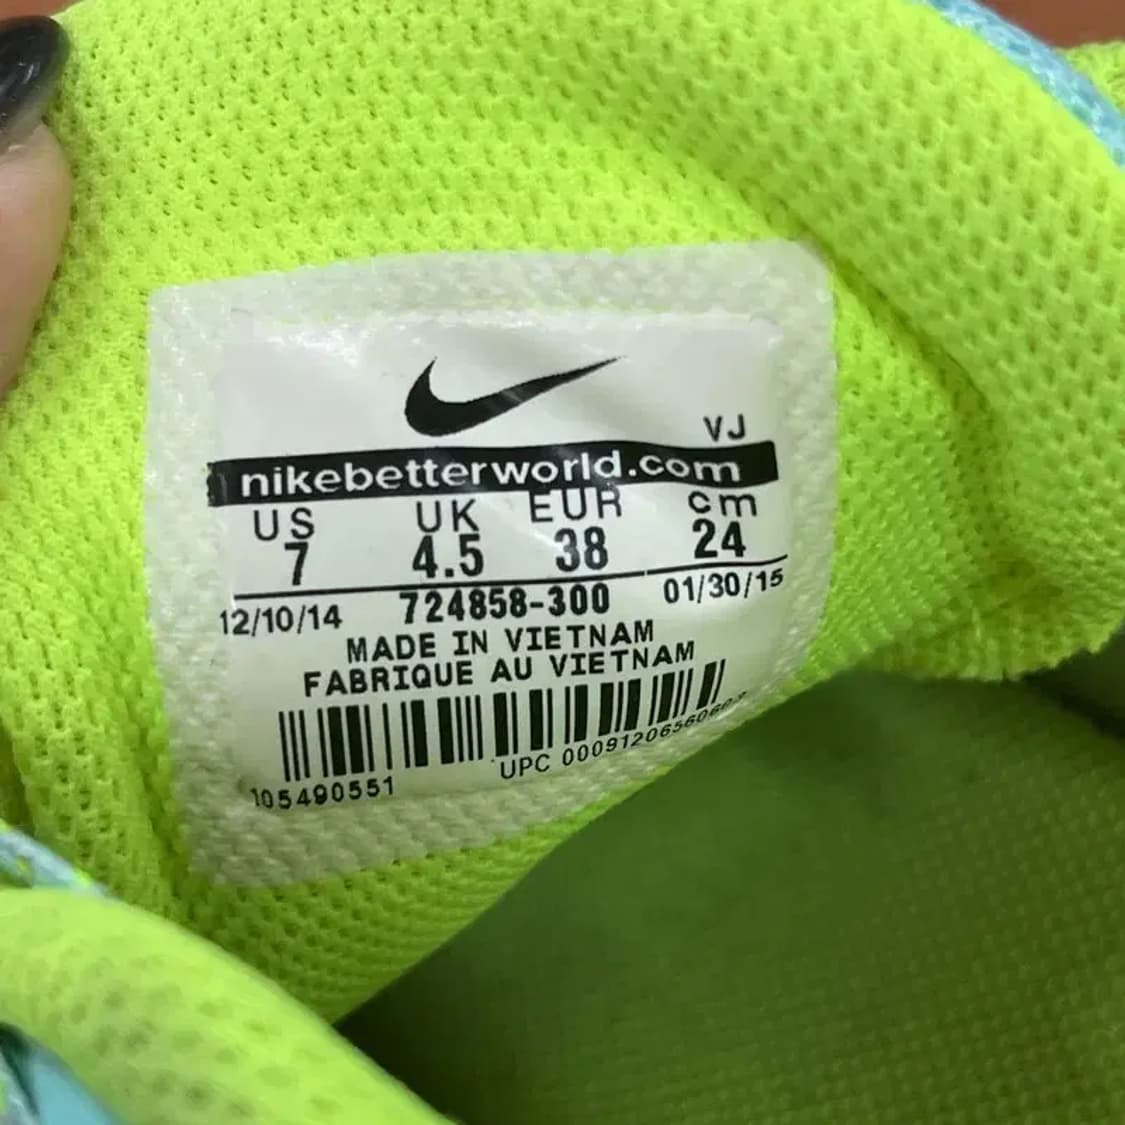 VJ
nikebetterworld.com
US UK EUR cm
7 4.5 38 24
12/10/14 724858-300 01/30/15
MADE IN VIETNAM
FABRIQUE AU VIETNAM
105490551 UPC